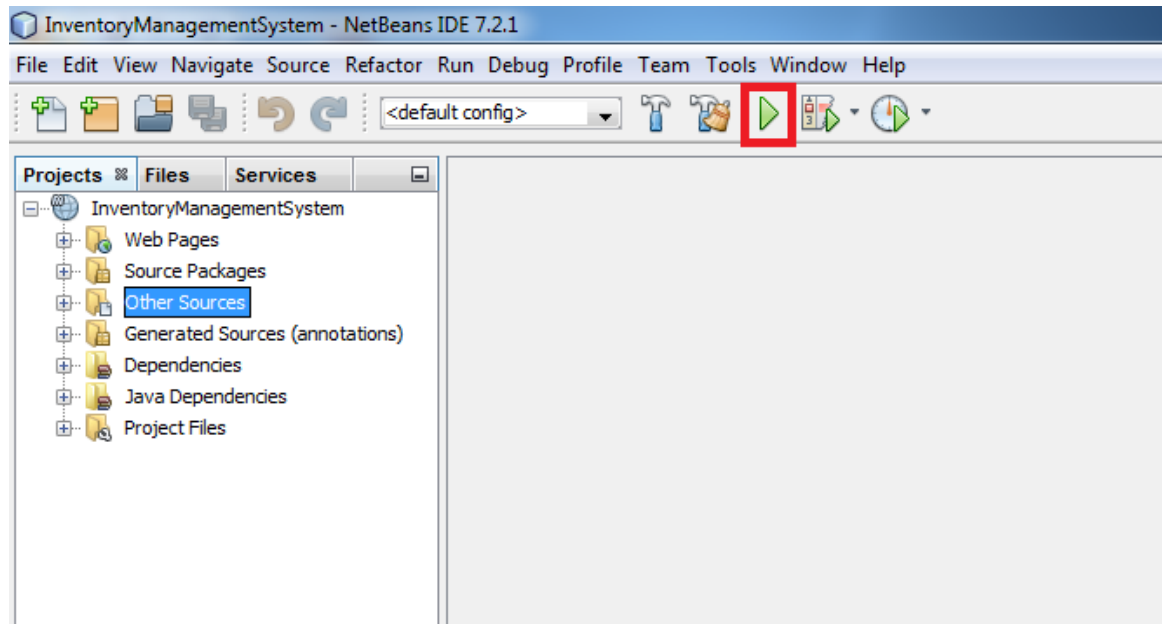 InventoryManagementSystem - NetBeans IDE 7.2.1
File Edit View Navigate Source Refactor Run Debug Profile Team Tools Window Help
<default config>
Projects Files Services
InventoryManagementSystem
Web Pages
Source Packages
Other Sources
Generated Sources (annotations)
Dependencies
Java Dependencies
Project Files